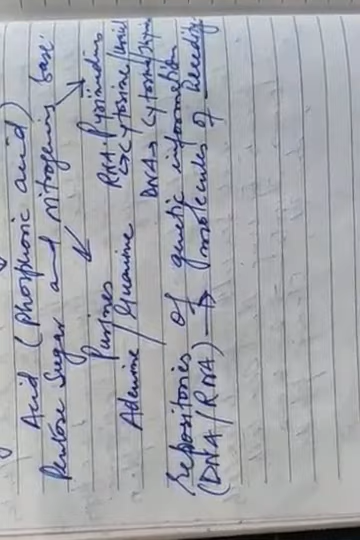 Acid (Phosphoric acid)
Pentose Sugar and nitrogenous base
Purines
Adenine/Guanine
RNA Pyrimidines
→ Cytosine/Uracil
DNA → Cytosine/Thymine
repositories of genetic information
(DNA/RNA) → molecules of heredity